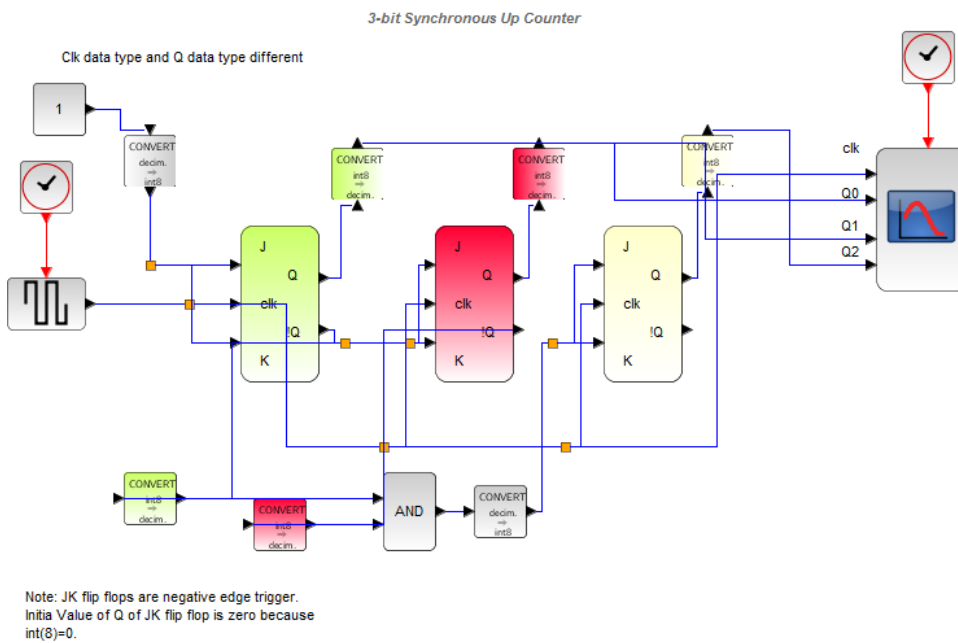 3-bit Synchronous Up Counter
Clk data type and Q data type different
1
CONVERT
decim.
⇒
int8
CONVERT
int8
⇒
decim.
CONVERT
int8
⇒
decim.
CONVERT
int8
⇒
decim.
clk
Q0
Q1
Q2
J
Q
clk
!Q
K
J
Q
clk
!Q
K
J
Q
clk
!Q
K
CONVERT
int8
⇒
decim.
CONVERT
int8
⇒
decim.
AND
CONVERT
decim.
⇒
int8
Note: JK flip flops are negative edge trigger.
Initia Value of Q of JK flip flop is zero because
int(8)=0.